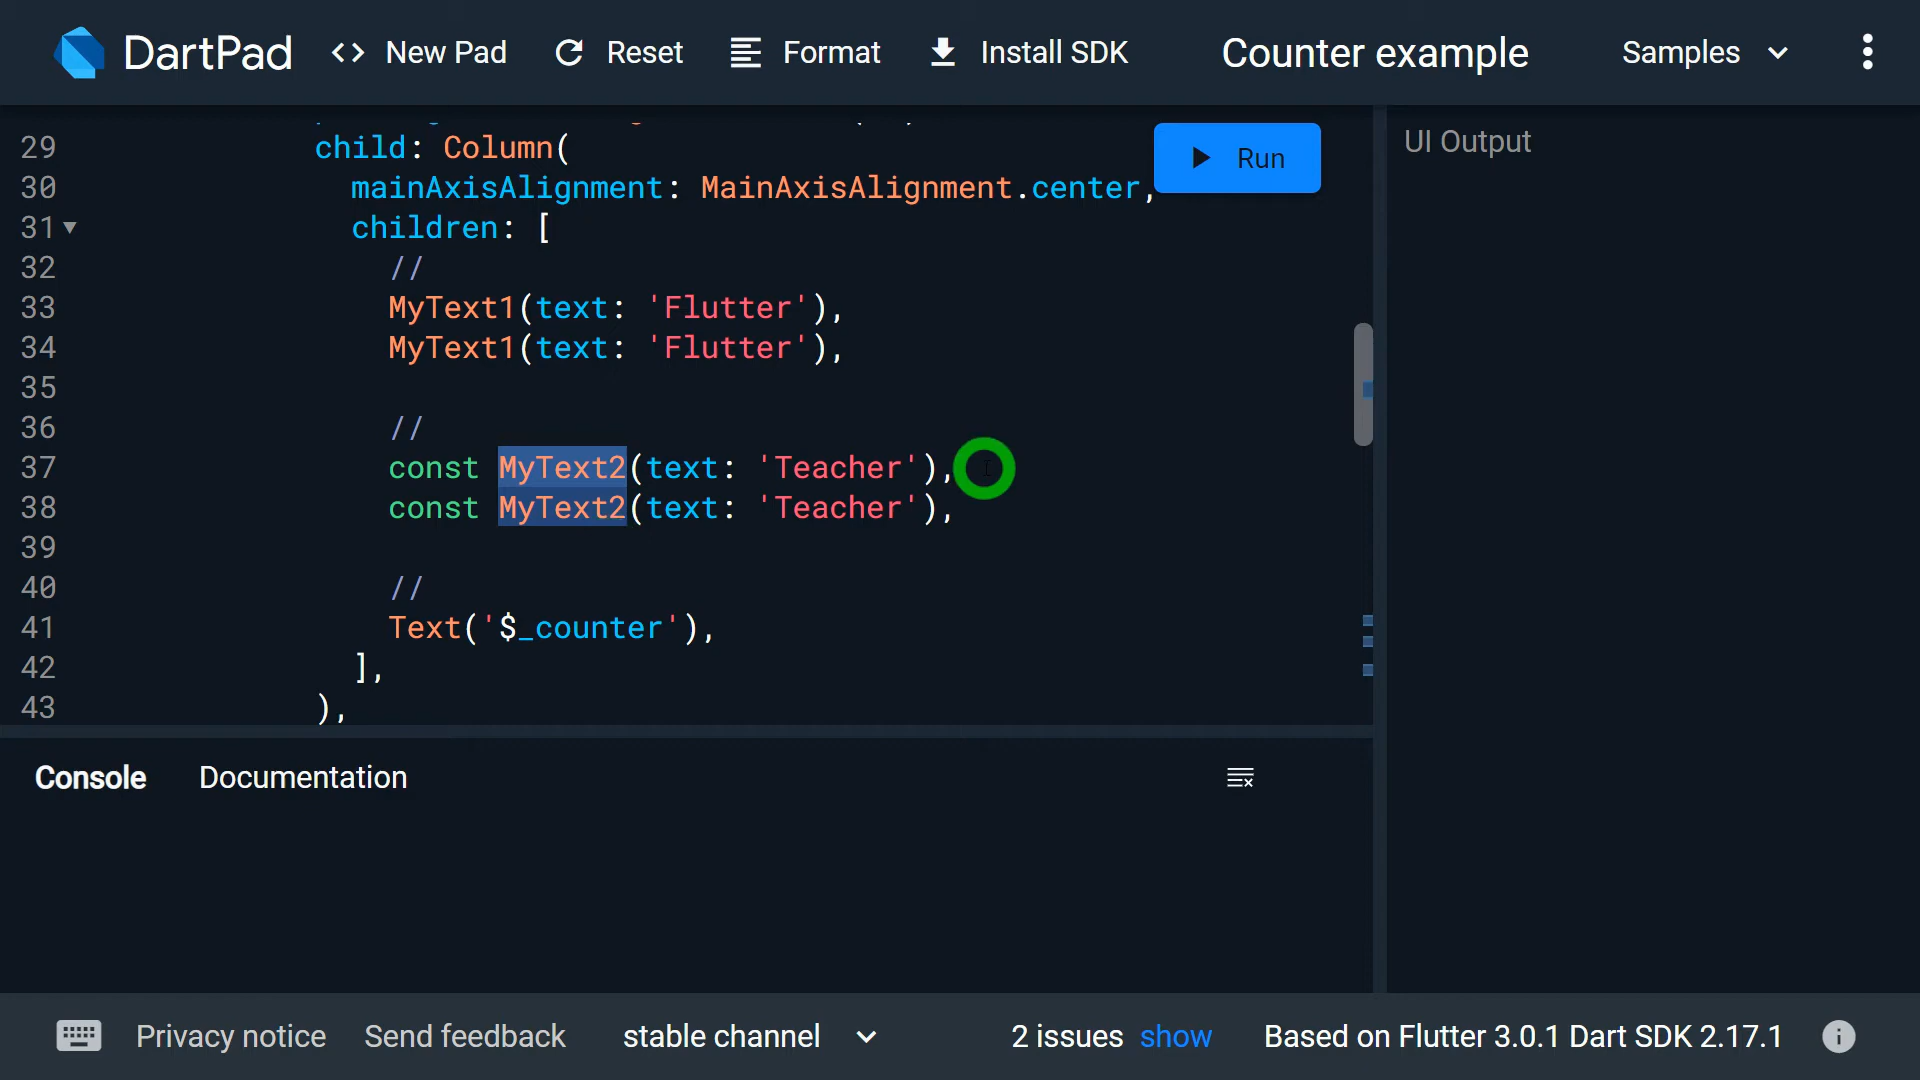 DartPad <> New Pad Reset Format Install SDK Counter example Samples
29 child: Column(
30 mainAxisAlignment: MainAxisAlignment.center,
31 children: [
32 //
33 MyText1(text: 'Flutter'),
34 MyText1(text: 'Flutter'),
35
36 //
37 const MyText2(text: 'Teacher'),
38 const MyText2(text: 'Teacher'),
39
40 //
41 Text('$_counter'),
42 ],
43 ),
Run
UI Output
Console Documentation
Privacy notice Send feedback stable channel 2 issues show Based on Flutter 3.0.1 Dart SDK 2.17.1